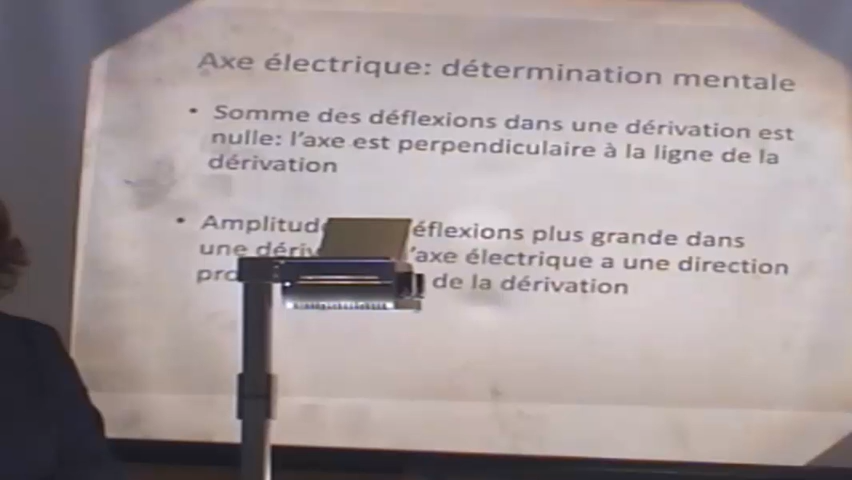 Axe électrique: détermination mentale
• Somme des déflexions dans une dérivation est
nulle: l'axe est perpendiculaire à la ligne de la
dérivation
• éflexions plus grande dans
une 'axe électrique a une direction
de la dérivation